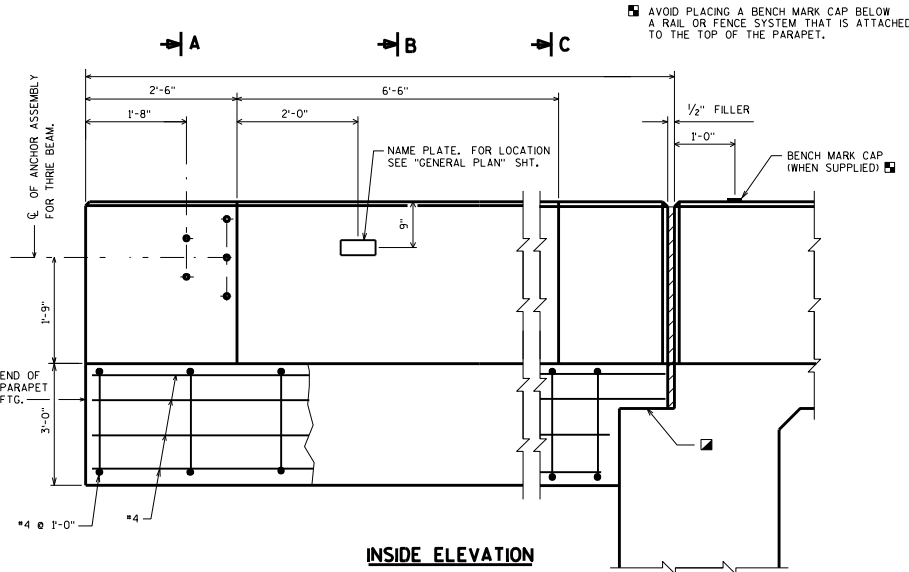 AVOID PLACING A BENCH MARK CAP BELOW
A RAIL OR FENCE SYSTEM THAT IS ATTACHED
TO THE TOP OF THE PARAPET.
A
B
C
℄ OF ANCHOR ASSEMBLY
FOR THRIE BEAM.
2'-6"
6'-6"
1/2" FILLER
1'-8"
2'-0"
1'-0"
NAME PLATE. FOR LOCATION
SEE "GENERAL PLAN" SHT.
BENCH MARK CAP
(WHEN SUPPLIED)
9"
1'-9"
END OF
PARAPET
FTG.
3'-0"
#4 @ 1'-0"
#4
INSIDE ELEVATION